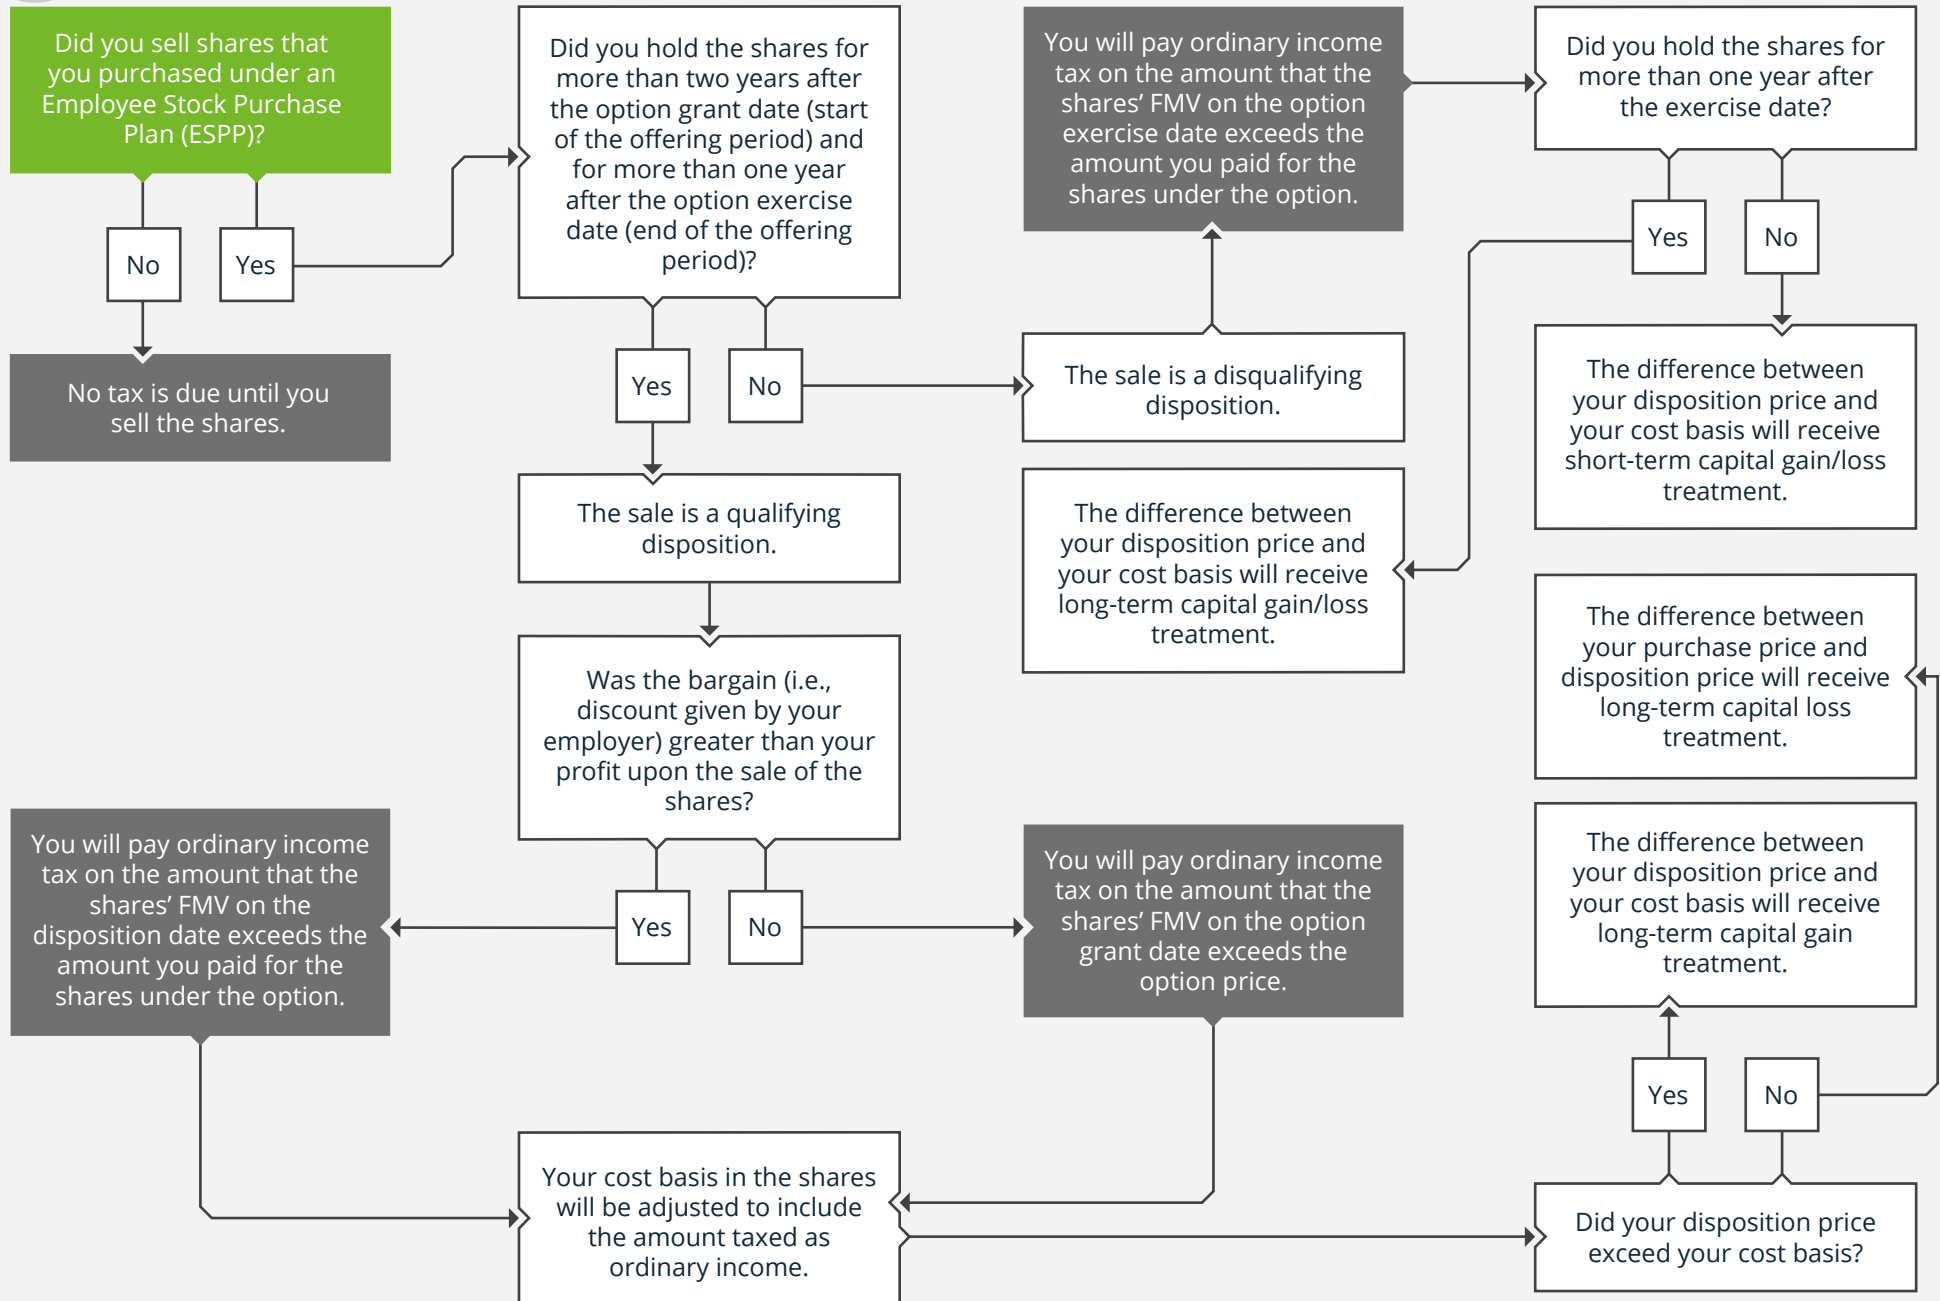 Did you sell shares that
you purchased under an
Employee Stock Purchase
Plan (ESPP)?
No
Yes
No tax is due until you
sell the shares.
Did you hold the shares for
more than two years after
the option grant date (start
of the offering period) and
for more than one year
after the option exercise
date (end of the offering
period)?
Yes
No
The sale is a qualifying
disposition.
Was the bargain (i.e.,
discount given by your
employer) greater than your
profit upon the sale of the
shares?
Yes
No
You will pay ordinary income
tax on the amount that the
shares’ FMV on the
disposition date exceeds the
amount you paid for the
shares under the option.
You will pay ordinary income
tax on the amount that the
shares’ FMV on the option
grant date exceeds the
option price.
Your cost basis in the shares
will be adjusted to include
the amount taxed as
ordinary income.
The sale is a disqualifying
disposition.
You will pay ordinary income
tax on the amount that the
shares’ FMV on the option
exercise date exceeds the
amount you paid for the
shares under the option.
Did you hold the shares for
more than one year after
the exercise date?
Yes
No
The difference between
your disposition price and
your cost basis will receive
short-term capital gain/loss
treatment.
The difference between
your disposition price and
your cost basis will receive
long-term capital gain/loss
treatment.
The difference between
your purchase price and
disposition price will receive
long-term capital loss
treatment.
The difference between
your disposition price and
your cost basis will receive
long-term capital gain
treatment.
Yes
No
Did your disposition price
exceed your cost basis?